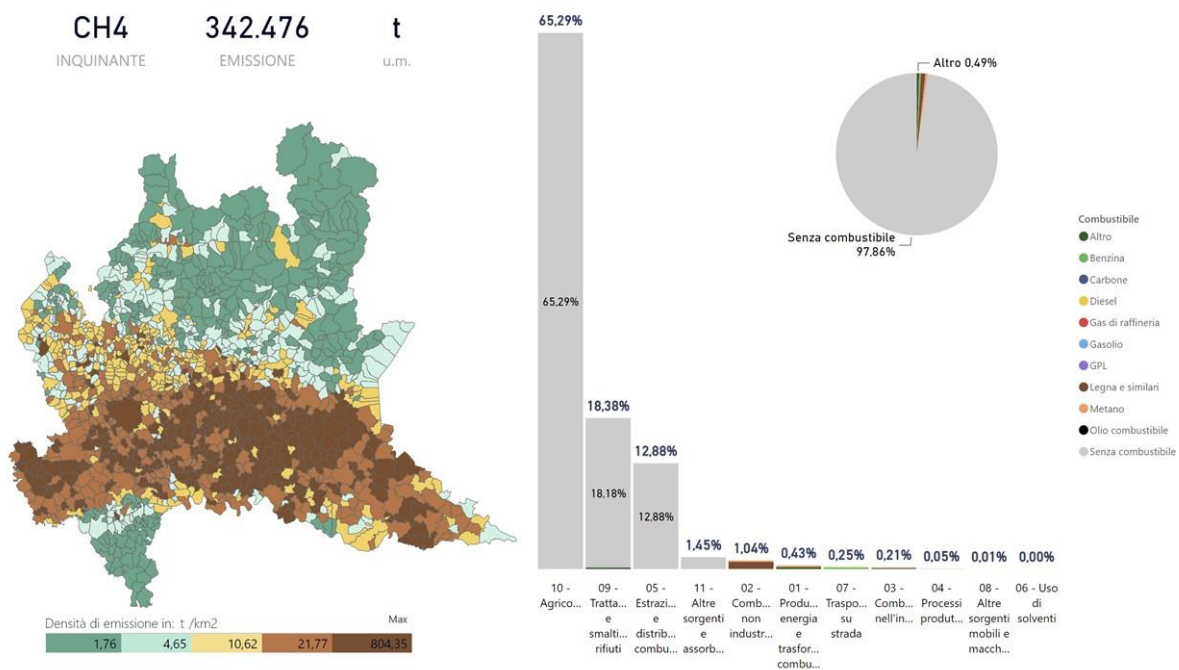 CH4
342.476
t
INQUINANTE
EMISSIONE
u.m.
Densità di emissione in: t /km2
Max
1,76
4,65
10,62
21,77
804,35
65,29%
65,29%
18,38%
18,18%
12,88%
12,88%
1,45%
1,04%
0,43%
0,25%
0,21%
0,05%
0,01%
0,00%
10 -
Agrico...
09 -
Tratta...
e
smalti...
rifiuti
05 -
Estrazi...
e
distrib...
combu...
11 -
Altre
sorgenti
e
assorb...
02 -
Comb...
non
industr...
01 -
Produ...
energia
e
trasfor...
combu...
07 -
Traspo...
su
strada
03 -
Comb...
nell'in...
04 -
Processi
produt...
08 -
Altre
sorgenti
mobili e
macch...
06 - Uso
di
solventi
Altro 0,49%
Senza combustibile
97,86%
Combustibile
Altro
Benzina
Carbone
Diesel
Gas di raffineria
Gasolio
GPL
Legna e similari
Metano
Olio combustibile
Senza combustibile